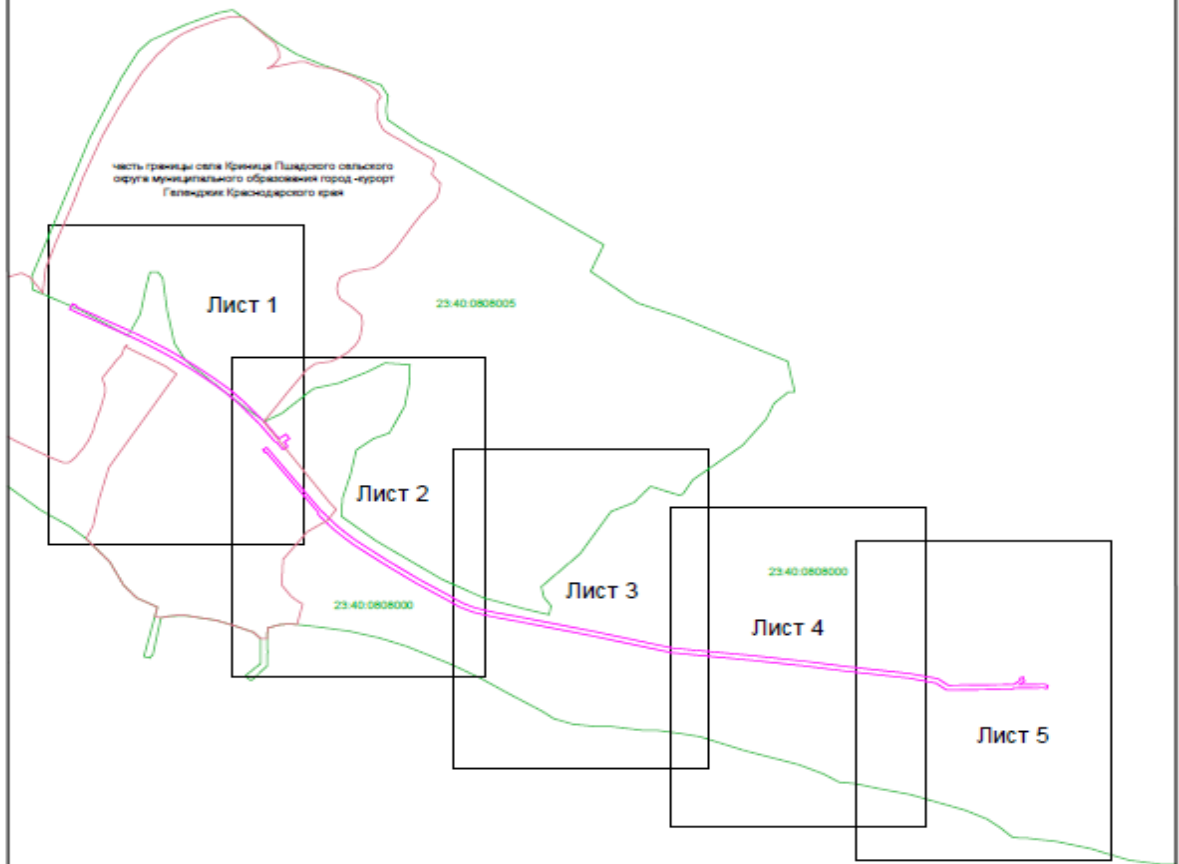 часть границы села Криница Пшадского сельского
округа муниципального образования город -курорт
Геленджик Краснодарского края
Лист 1
23:40:0808005
Лист 2
23:40:0808000
Лист 3
23:40:0808000
Лист 4
Лист 5